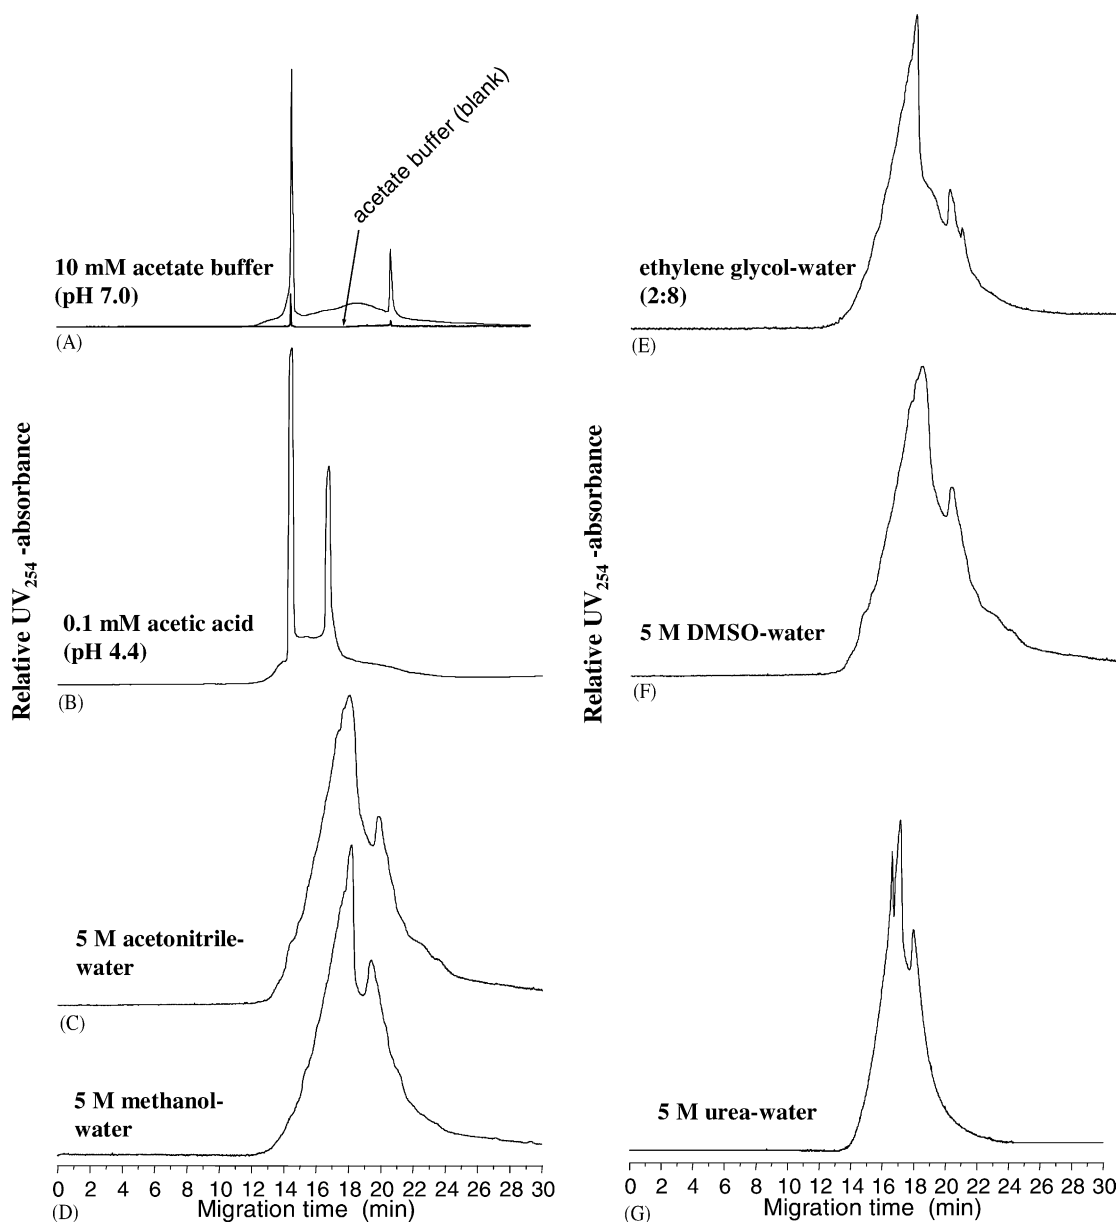 acetate buffer (blank)
10 mM acetate buffer
(pH 7.0)
(A)
0.1 mM acetic acid
(pH 4.4)
(B)
5 M acetonitrile-
water
(C)
5 M methanol-
water
0 2 4 6 8 10 12 14 16 18 20 22 24 26 28 30
Migration time (min)
(D)
Relative UV254 -absorbance
ethylene glycol-water
(2:8)
(E)
5 M DMSO-water
(F)
5 M urea-water
0 2 4 6 8 10 12 14 16 18 20 22 24 26 28 30
Migration time (min)
(G)
Relative UV254 -absorbance